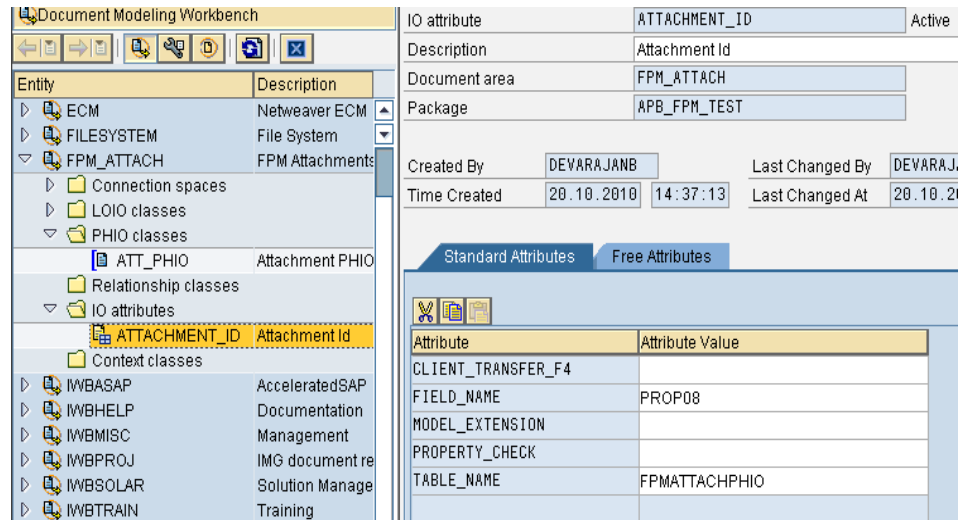 Document Modeling Workbench
Entity Description
ECM Netweaver ECM
FILESYSTEM File System
FPM_ATTACH FPM Attachments
Connection spaces
LOIO classes
PHIO classes
ATT_PHIO Attachment PHIO
Relationship classes
IO attributes
ATTACHMENT_ID Attachment Id
Context classes
IWBASAP AcceleratedSAP
IWBHELP Documentation
IWBMISC Management
IWBPROJ IMG document re
IWBSOLAR Solution Manage
IWBTRAIN Training
IO attribute ATTACHMENT_ID Active
Description Attachment Id
Document area FPM_ATTACH
Package APB_FPM_TEST
Created By DEVARAJANB Last Changed By DEVARAJ
Time Created 20.10.2010 14:37:13 Last Changed At 20.10.20
Standard Attributes Free Attributes
Attribute Attribute Value
CLIENT_TRANSFER_F4
FIELD_NAME PROP08
MODEL_EXTENSION
PROPERTY_CHECK
TABLE_NAME FPMATTACHPHIO